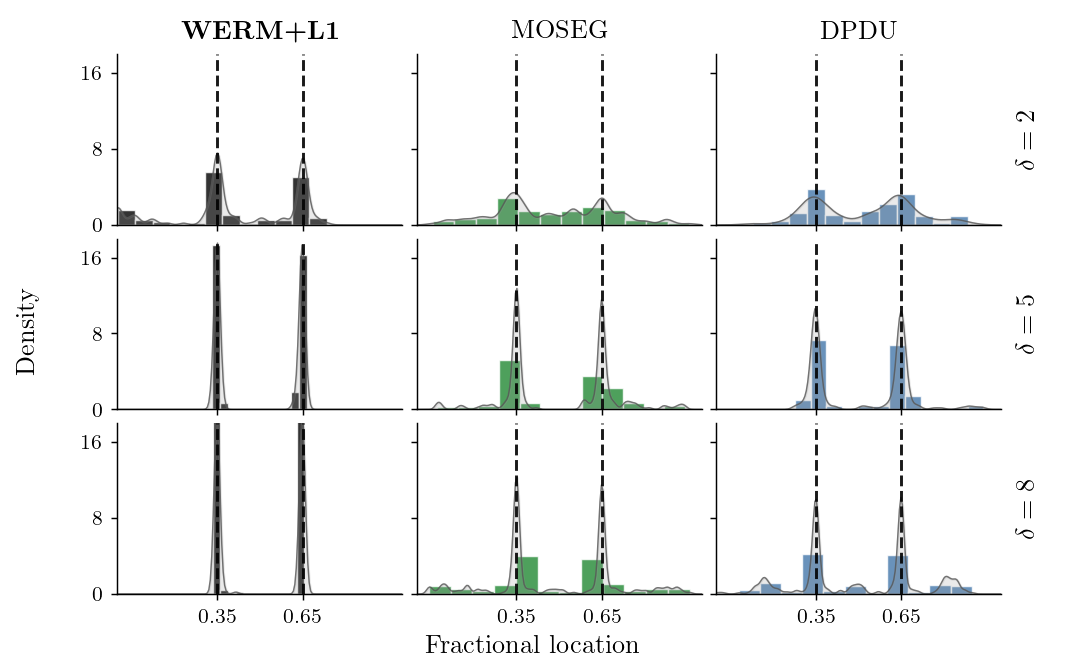 WERM+L1 MOSEG DPDU
16
8
0
δ = 2
16
8
0
δ = 5
Density
16
8
0
δ = 8
0.35 0.65 0.35 0.65 0.35 0.65
Fractional location